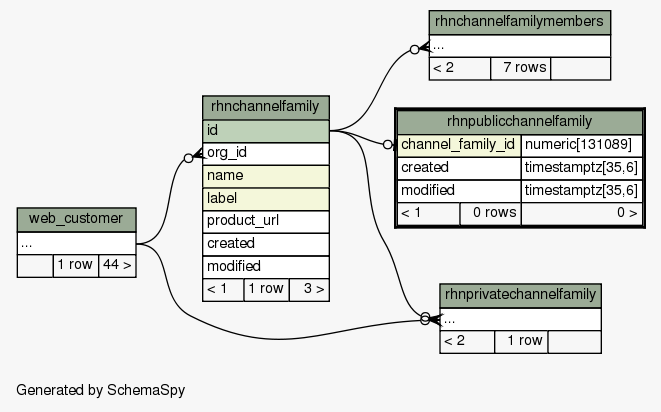 rhnchannelfamilymembers
...
< 2 7 rows
rhnchannelfamily
id
org_id
name
label
product_url
created
modified
< 1 1 row 3 >
rhnpublicchannelfamily
channel_family_id numeric[131089]
created timestamptz[35,6]
modified timestamptz[35,6]
< 1 0 rows 0 >
web_customer
...
1 row 44 >
rhnprivatechannelfamily
...
< 2 1 row
Generated by SchemaSpy